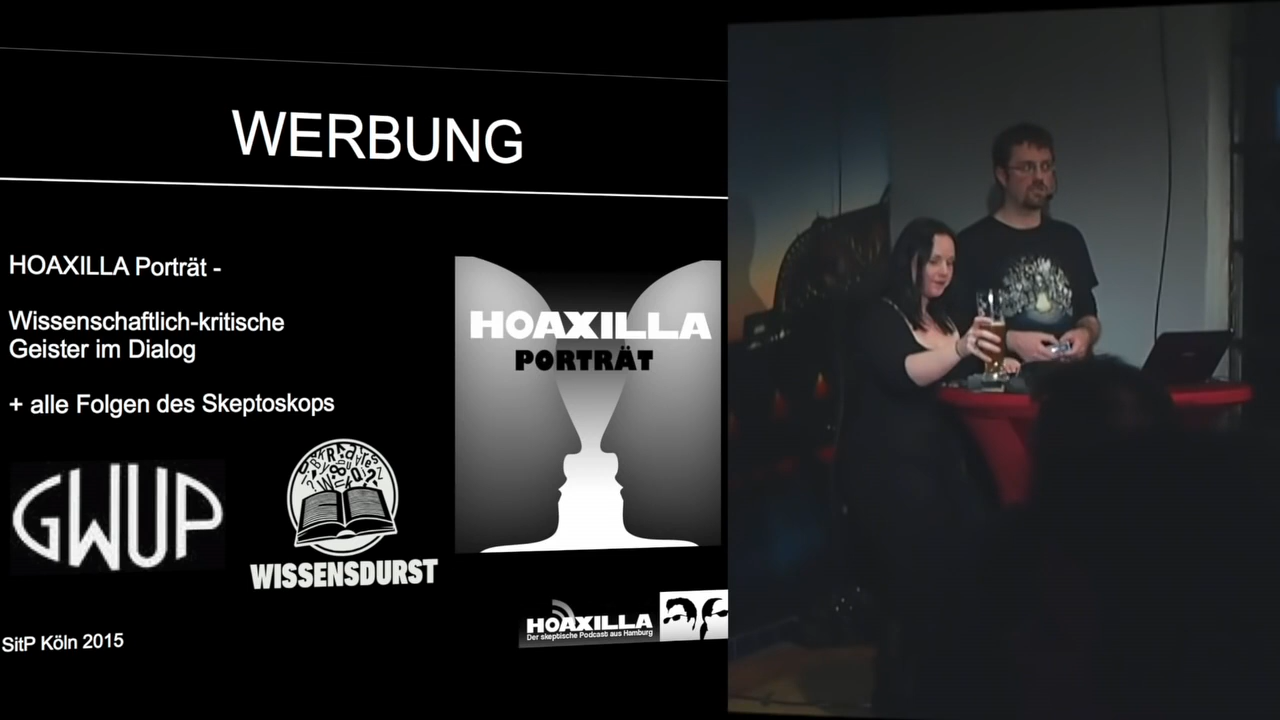 WERBUNG
HOAXILLA Porträt -
Wissenschaftlich-kritische
Geister im Dialog
+ alle Folgen des Skeptoskops
HOAXILLA
PORTRÄT
GWUP
WISSENSDURST
HOAXILLA
Der skeptische Podcast aus Hamburg
SitP Köln 2015